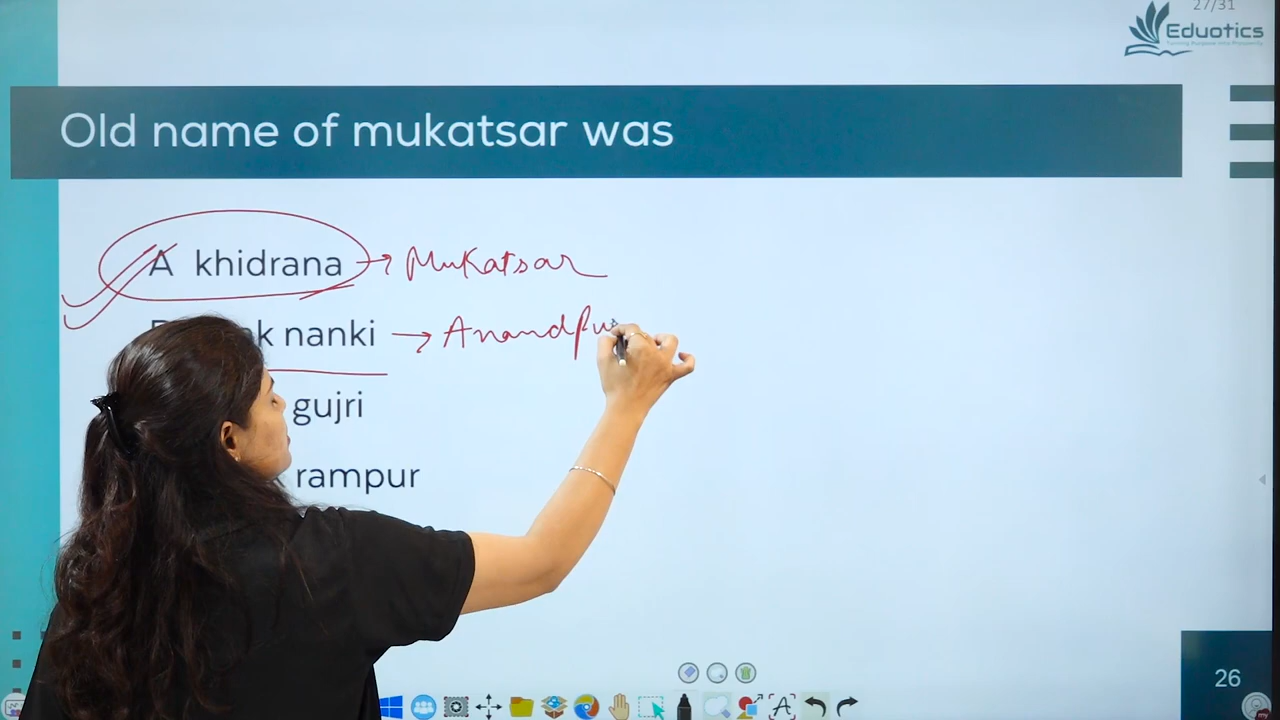 27/31
Eduotics
Old name of mukatsar was
A khidrana → Mukatsar
nanki → AnandPu
gujri
rampur
26